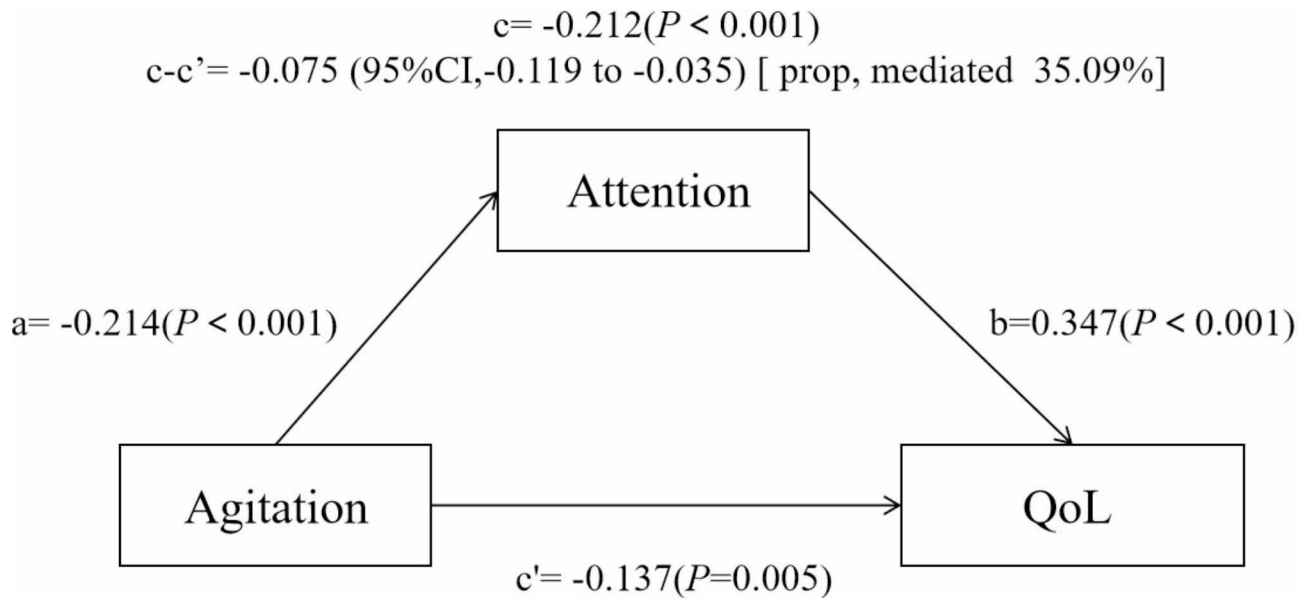 c= -0.212(P < 0.001)
c-c’= -0.075 (95%CI,-0.119 to -0.035) [ prop, mediated 35.09%]
Attention
a= -0.214(P < 0.001)
b=0.347(P < 0.001)
Agitation
QoL
c'= -0.137(P=0.005)